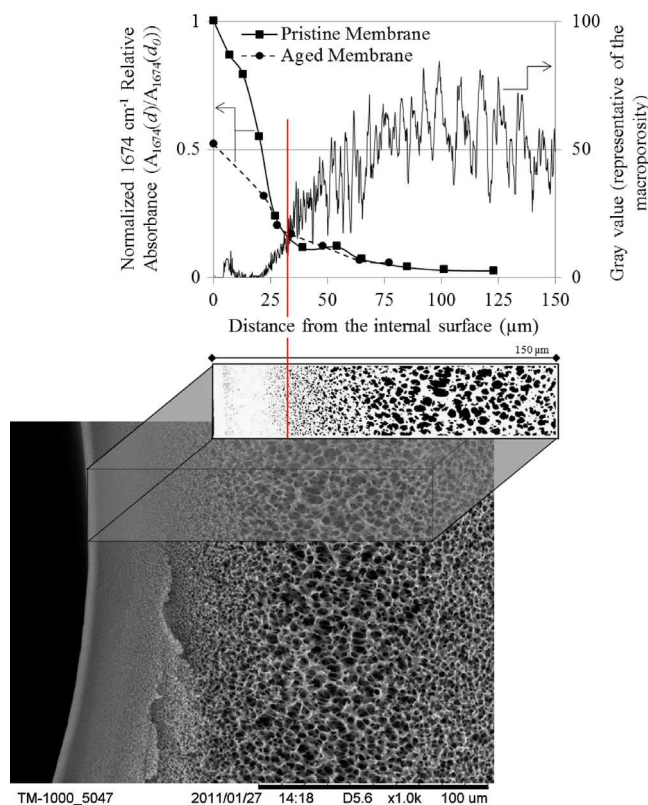 Pristine Membrane
Aged Membrane
Normalized 1674 cm⁻¹ Relative
Absorbance (A₁₆₇₄(d)/A₁₆₇₄(d₀))
1
0.5
0
100
50
0
Gray value (representative of the
macroporosity)
0 25 50 75 100 125 150
Distance from the internal surface (µm)
150 µm
TM-1000_5047 2011/01/27 14:18 D5.6 x1.0k 100 um